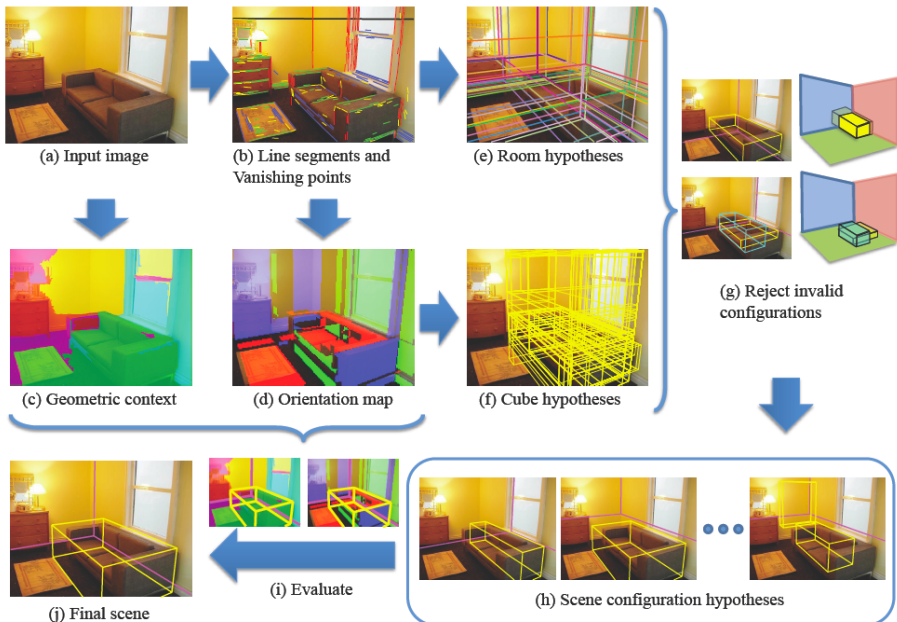 (a) Input image
(b) Line segments and
Vanishing points
(e) Room hypotheses
(g) Reject invalid
configurations
(c) Geometric context
(d) Orientation map
(f) Cube hypotheses
(i) Evaluate
(h) Scene configuration hypotheses
(j) Final scene